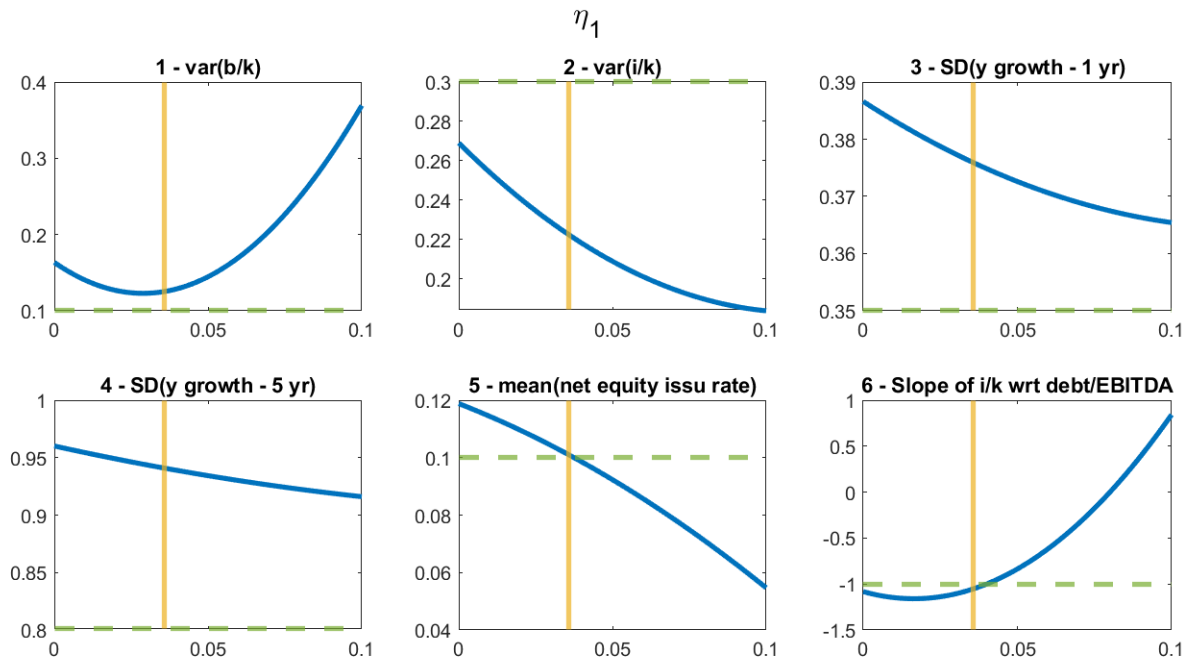 η1
1 - var(b/k)
0.4
0.3
0.2
0.1
0 0.05 0.1
2 - var(i/k)
0.3
0.28
0.26
0.24
0.22
0.2
0 0.05 0.1
3 - SD(y growth - 1 yr)
0.39
0.38
0.37
0.36
0.35
0 0.05 0.1
4 - SD(y growth - 5 yr)
1
0.95
0.9
0.85
0.8
0 0.05 0.1
5 - mean(net equity issu rate)
0.12
0.1
0.08
0.06
0.04
0 0.05 0.1
6 - Slope of i/k wrt debt/EBITDA
1
0.5
0
-0.5
-1
-1.5
0 0.05 0.1